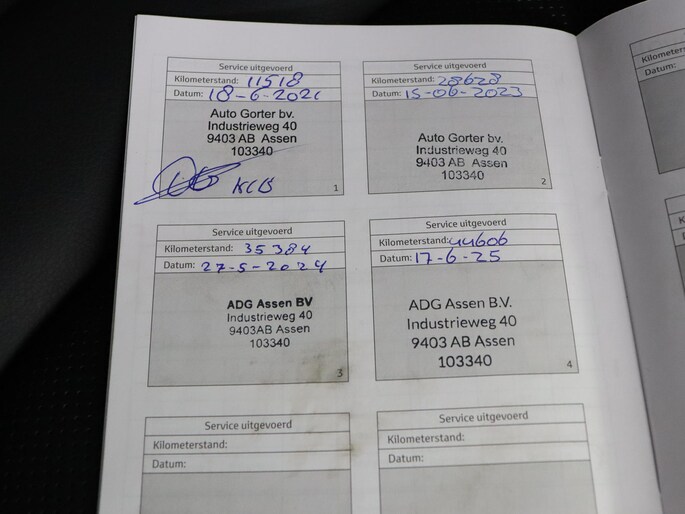 Service uitgevoerd
Kilometerstand: 11518
Datum: 18-6-2021
Auto Gorter bv.
Industrieweg 40
9403 AB Assen
103340
1
Service uitgevoerd
Kilometerstand: 28628
Datum: 15-06-2023
Auto Gorter bv.
Industrieweg 40
9403 AB Assen
103340
2
Service uitgevoerd
Kilometerstand: 35384
Datum: 27-5-2024
ADG Assen BV
Industrieweg 40
9403AB Assen
103340
3
Service uitgevoerd
Kilometerstand: 44606
Datum: 17-6-25
ADG Assen B.V.
Industrieweg 40
9403 AB Assen
103340
4
Service uitgevoerd
Kilometerstand:
Datum:
Service uitgevoerd
Kilometerstand:
Datum:
Datum: